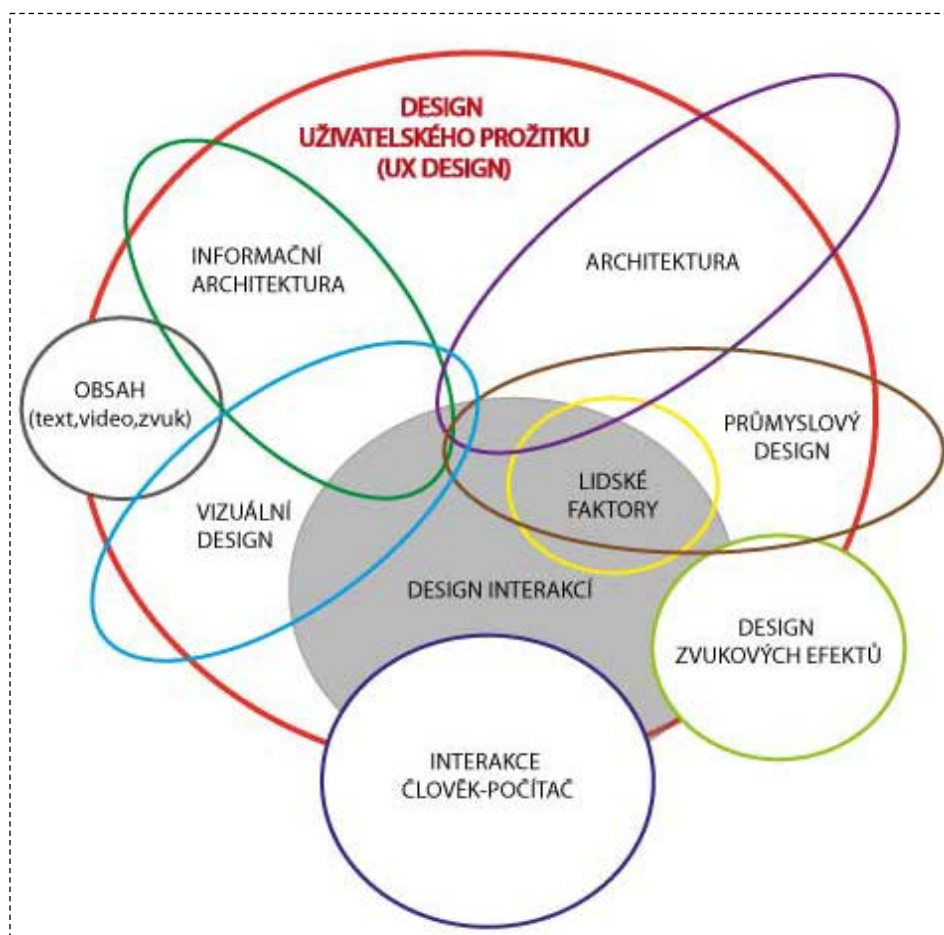 DESIGN
UŽIVATELSKÉHO PROŽITKU
(UX DESIGN)
INFORMAČNÍ
ARCHITEKTURA
ARCHITEKTURA
OBSAH
(text,video,zvuk)
PRŮMYSLOVÝ
DESIGN
LIDSKÉ
FAKTORY
VIZUÁLNÍ
DESIGN
DESIGN INTERAKCÍ
DESIGN
ZVUKOVÝCH EFEKTŮ
INTERAKCE
ČLOVĚK-POČÍTAČ